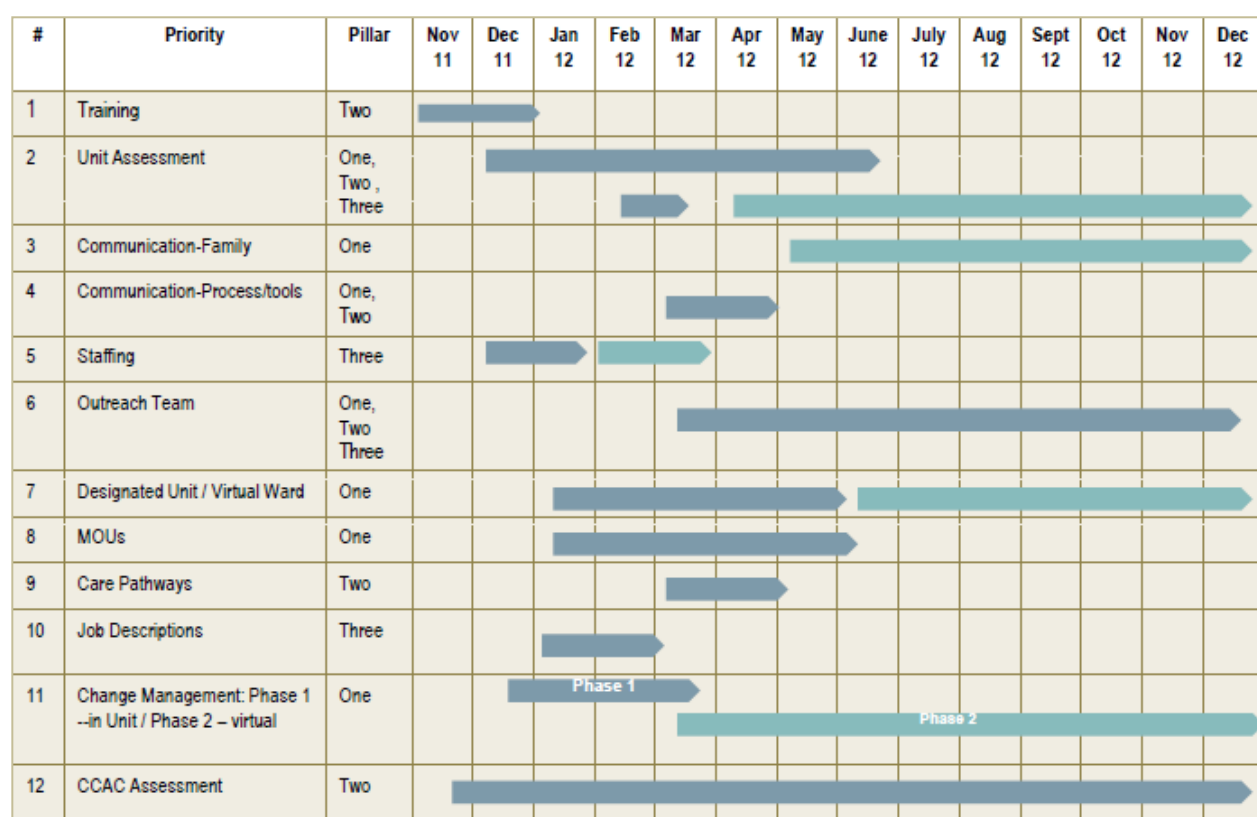 # Priority Pillar Nov 11 Dec 11 Jan 12 Feb 12 Mar 12 Apr 12 May 12 June 12 July 12 Aug 12 Sept 12 Oct 12 Nov 12 Dec 12
1 Training Two
2 Unit Assessment One,
Two ,
Three
3 Communication-Family One
4 Communication-Process/tools One,
Two
5 Staffing Three
6 Outreach Team One,
Two
Three
7 Designated Unit / Virtual Ward One
8 MOUs One
9 Care Pathways Two
10 Job Descriptions Three
11 Change Management: Phase 1 One Phase 1
--in Unit / Phase 2 – virtual Phase 2
12 CCAC Assessment Two